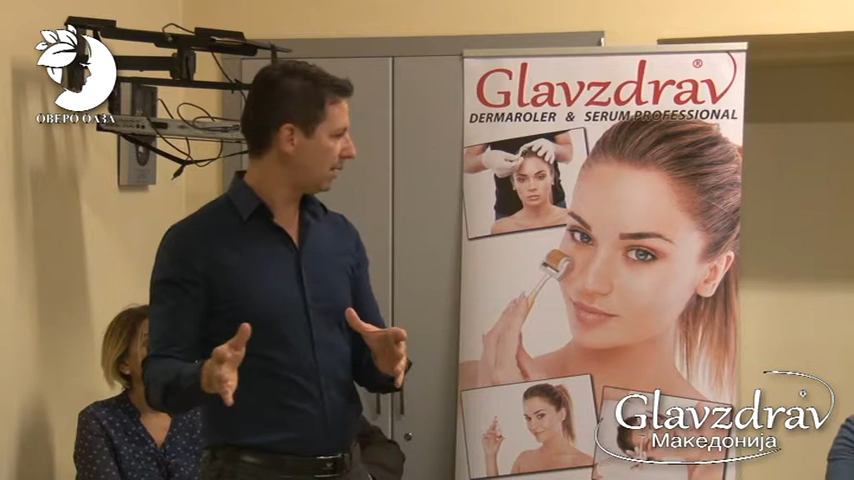 ОВЕРО ОАЗА
Glavzdrav®
DERMAROLER & SERUM PROFESSIONAL
Glavzdrav®
Македонија